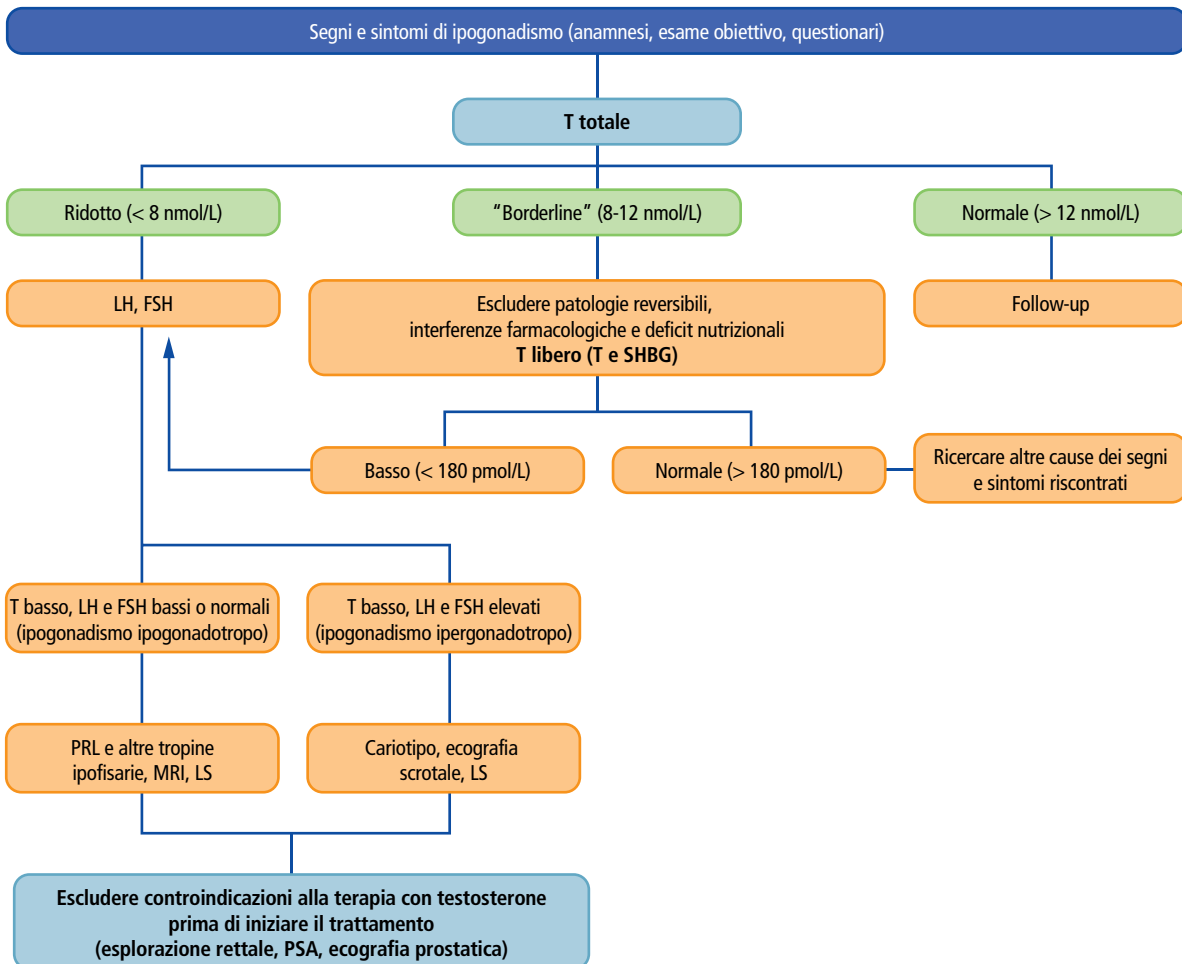 Segni e sintomi di ipogonadismo (anamnesi, esame obiettivo, questionari)
T totale
Ridotto (< 8 nmol/L)
"Borderline" (8-12 nmol/L)
Normale (> 12 nmol/L)
LH, FSH
Escludere patologie reversibili,
interferenze farmacologiche e deficit nutrizionali
T libero (T e SHBG)
Follow-up
Basso (< 180 pmol/L)
Normale (> 180 pmol/L)
Ricercare altre cause dei segni
e sintomi riscontrati
T basso, LH e FSH bassi o normali
(ipogonadismo ipogonadotropo)
T basso, LH e FSH elevati
(ipogonadismo ipergonadotropo)
PRL e altre tropine
ipofisarie, MRI, LS
Cariotipo, ecografia
scrotale, LS
Escludere controindicazioni alla terapia con testosterone
prima di iniziare il trattamento
(esplorazione rettale, PSA, ecografia prostatica)